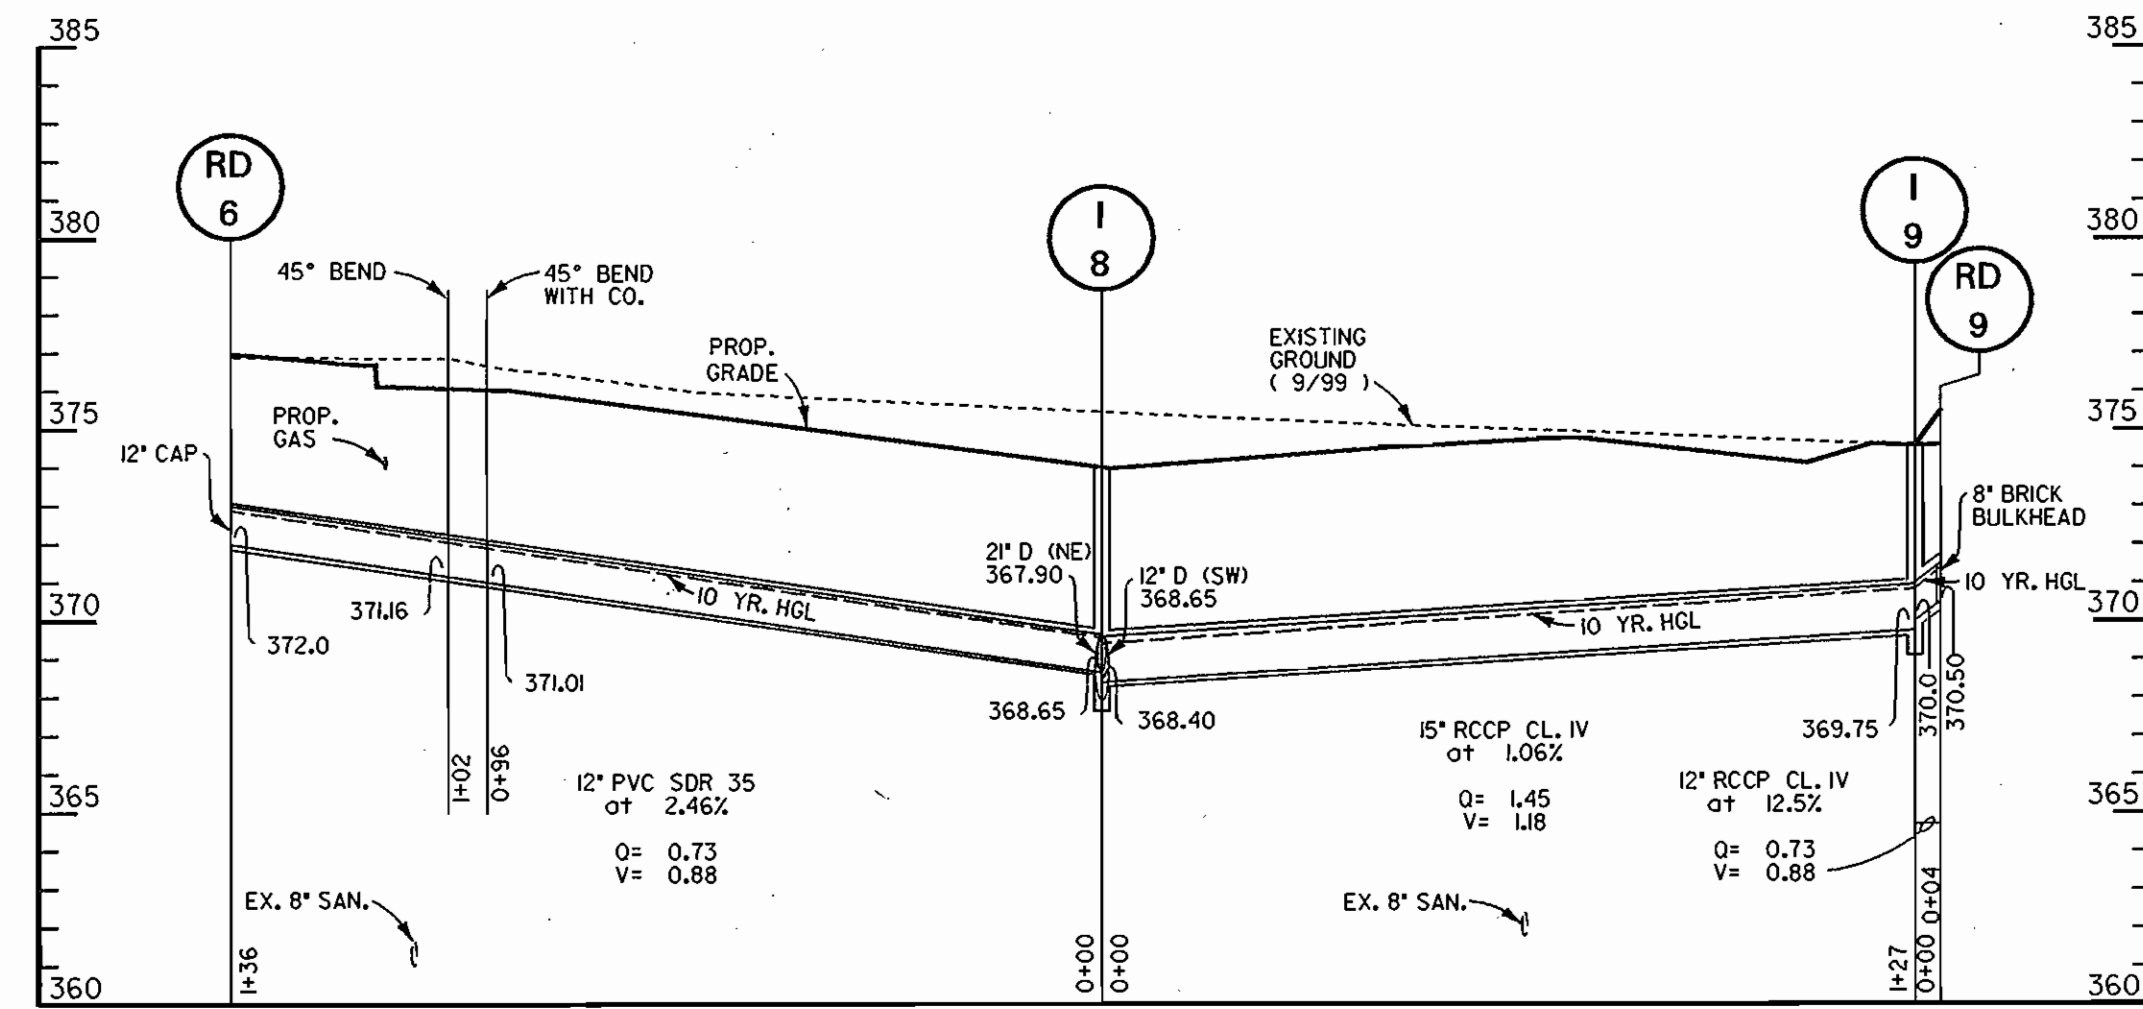 385
385
RD
6
I
8
I
9
RD
9
380
380
45° BEND
45° BEND
WITH CO.
PROP.
GRADE
EXISTING
GROUND
( 9/99 )
375
375
PROP.
GAS
12" CAP
8" BRICK
BULKHEAD
21" D (NE)
367.90
12" D (SW)
368.65
10 YR. HGL
10 YR. HGL
10 YR. HGL
370
370
371.16
372.0
371.01
368.65
368.40
369.75
370.0
370.50
15" RCCP CL. IV
at 1.06%
Q= 1.45
V= 1.18
12" RCCP CL. IV
at 12.5%
Q= 0.73
V= 0.88
1+02
0+96
12" PVC SDR 35
at 2.46%
Q= 0.73
V= 0.88
365
365
EX. 8" SAN.
EX. 8" SAN.
1+36
0+00
0+00
1+27
0+00
0+04
360
360